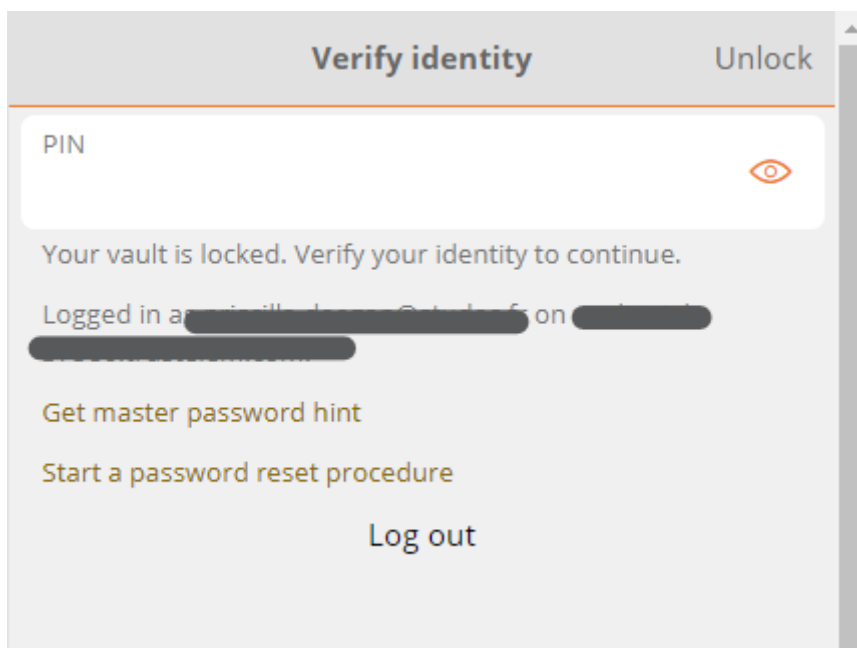 Verify identity
Unlock
PIN
Your vault is locked. Verify your identity to continue.
Logged in on
Get master password hint
Start a password reset procedure
Log out